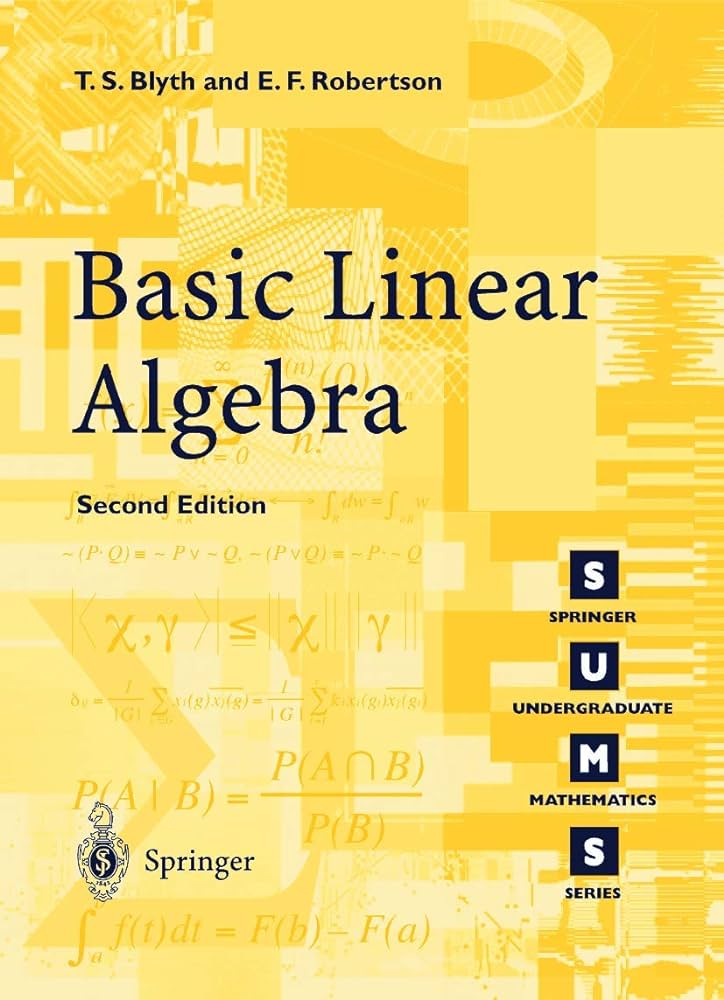 T. S. Blyth and E. F. Robertson
Basic Linear
Algebra
Second Edition
~(P·Q) ≡ ~P ∨ ~Q, ~(P∨Q) ≡ ~P·~Q
|⟨χ,γ⟩| ≤ ||χ|| ||γ||
P(A | B) = P(A ∩ B) / P(B)
Springer
∫a f(t)dt = F(b) – F(a)
S
SPRINGER
U
UNDERGRADUATE
M
MATHEMATICS
S
SERIES